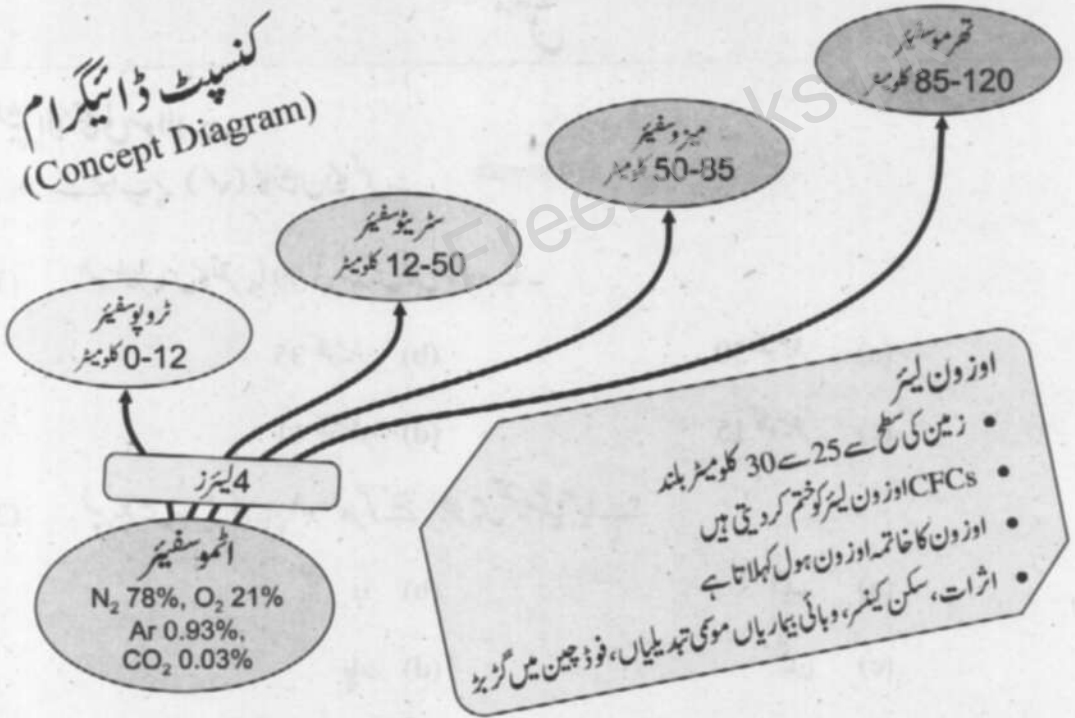 کنسپٹ ڈائیگرام
(Concept Diagram)
تھرموسفیئر
85-120 کلومیٹر
میزوسفیئر
50-85 کلومیٹر
سٹریٹوسفیئر
12-50 کلومیٹر
ٹروپوسفیئر
0-12 کلومیٹر
4 لیئرز
اٹموسفیئر
N₂ 78%, O₂ 21%
Ar 0.93%,
CO₂ 0.03%
اوزون لیئر
• زمین کی سطح سے 25 سے 30 کلومیٹر بلند
• CFCs اوزون لیئر کو ختم کر دیتی ہیں
• اوزون کا خاتمہ اوزون ہول کہلاتا ہے
• اثرات، سکن کینسر، وبائی بیماریاں موسمی تبدیلیاں، فوڈ چین میں گڑبڑ